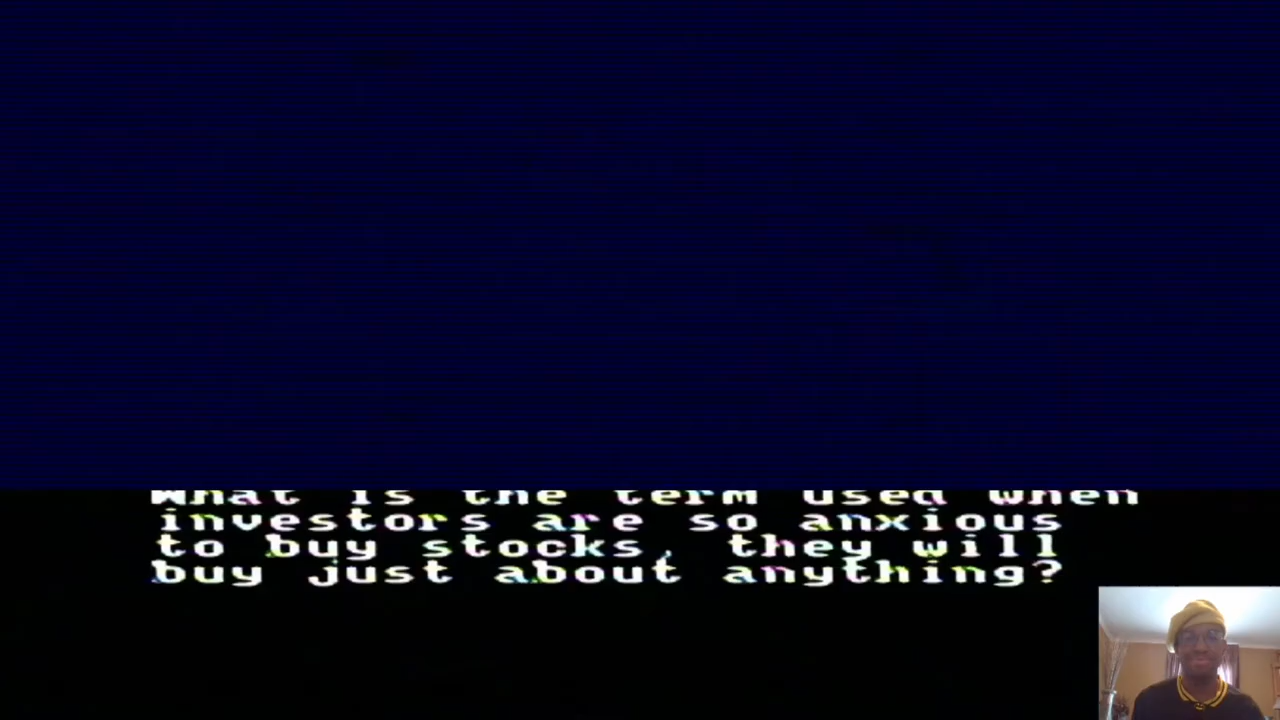 What is the term used when
investors are so anxious
to buy stocks, they will
buy just about anything?